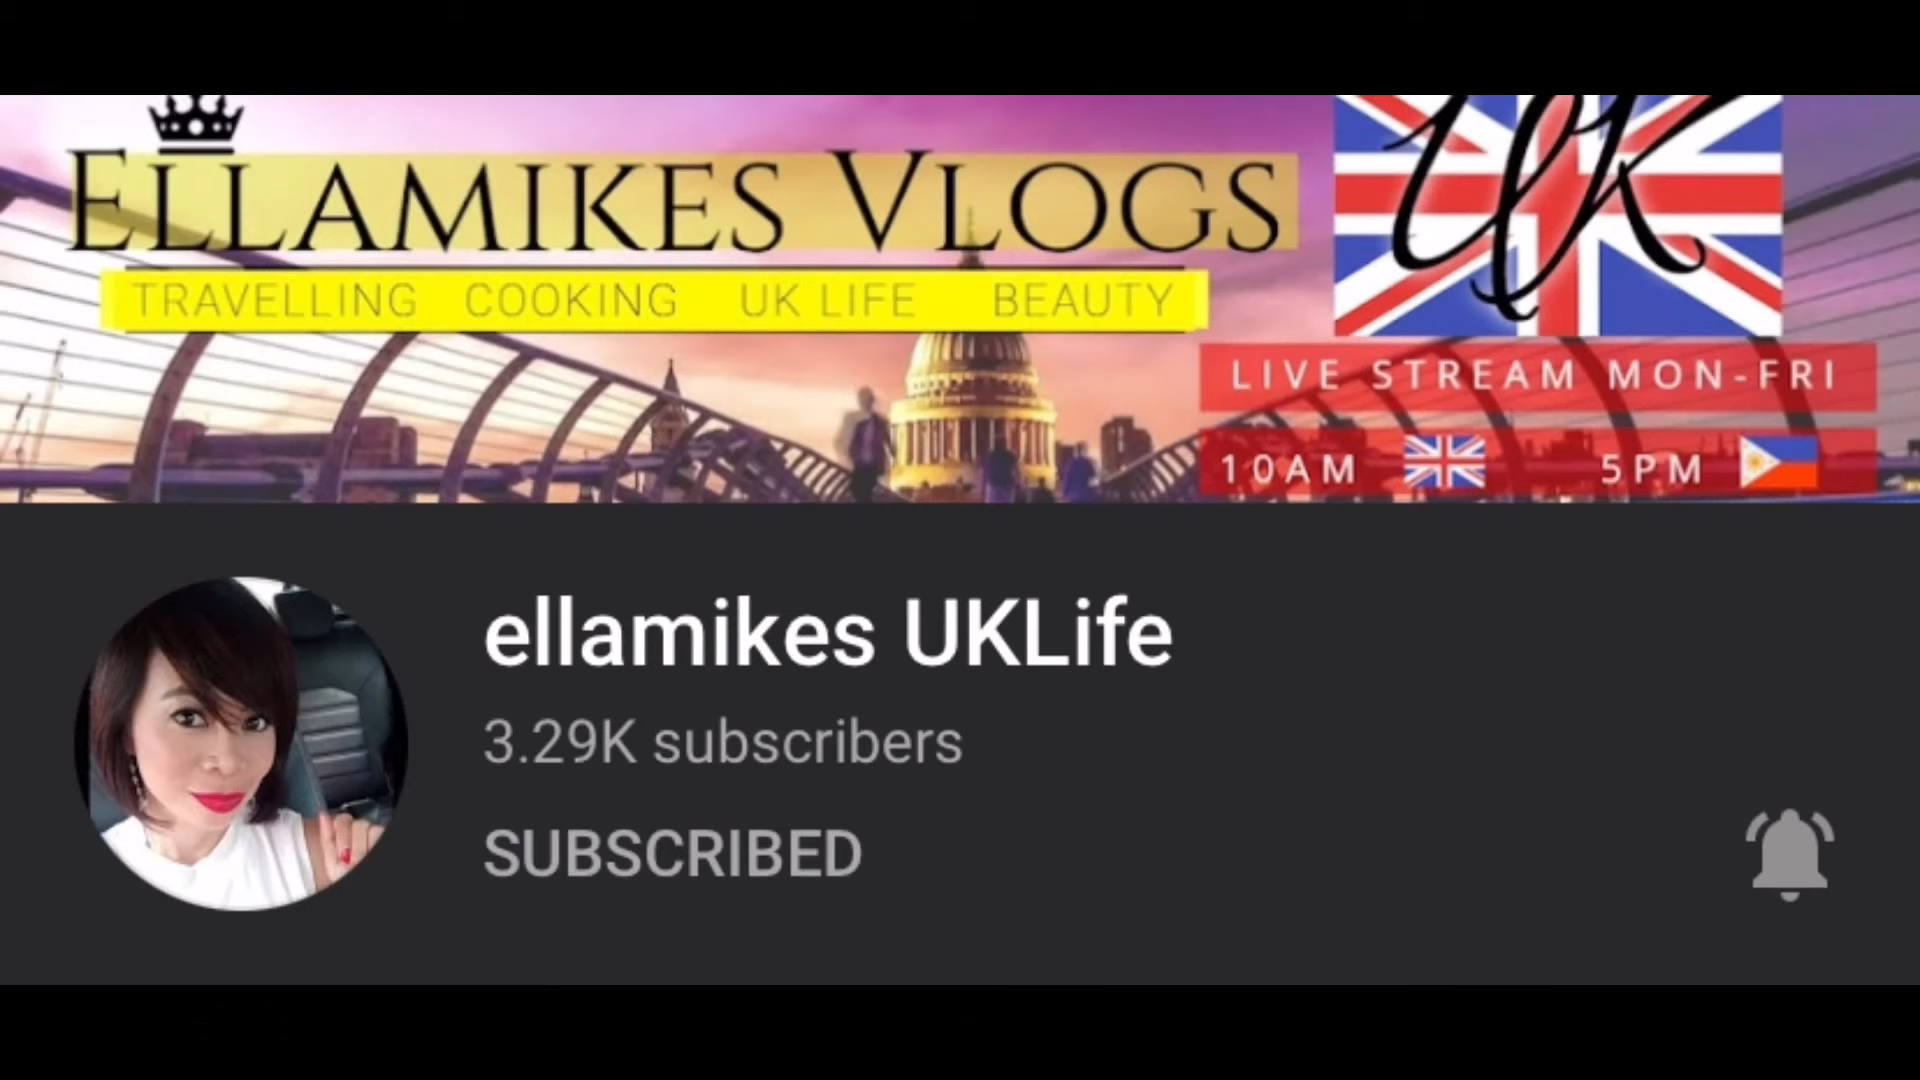 ELLAMIKES VLOGS
TRAVELLING COOKING UK LIFE BEAUTY
UK
LIVE STREAM MON-FRI
10AM 5PM
ellamikes UKLife
3.29K subscribers
SUBSCRIBED